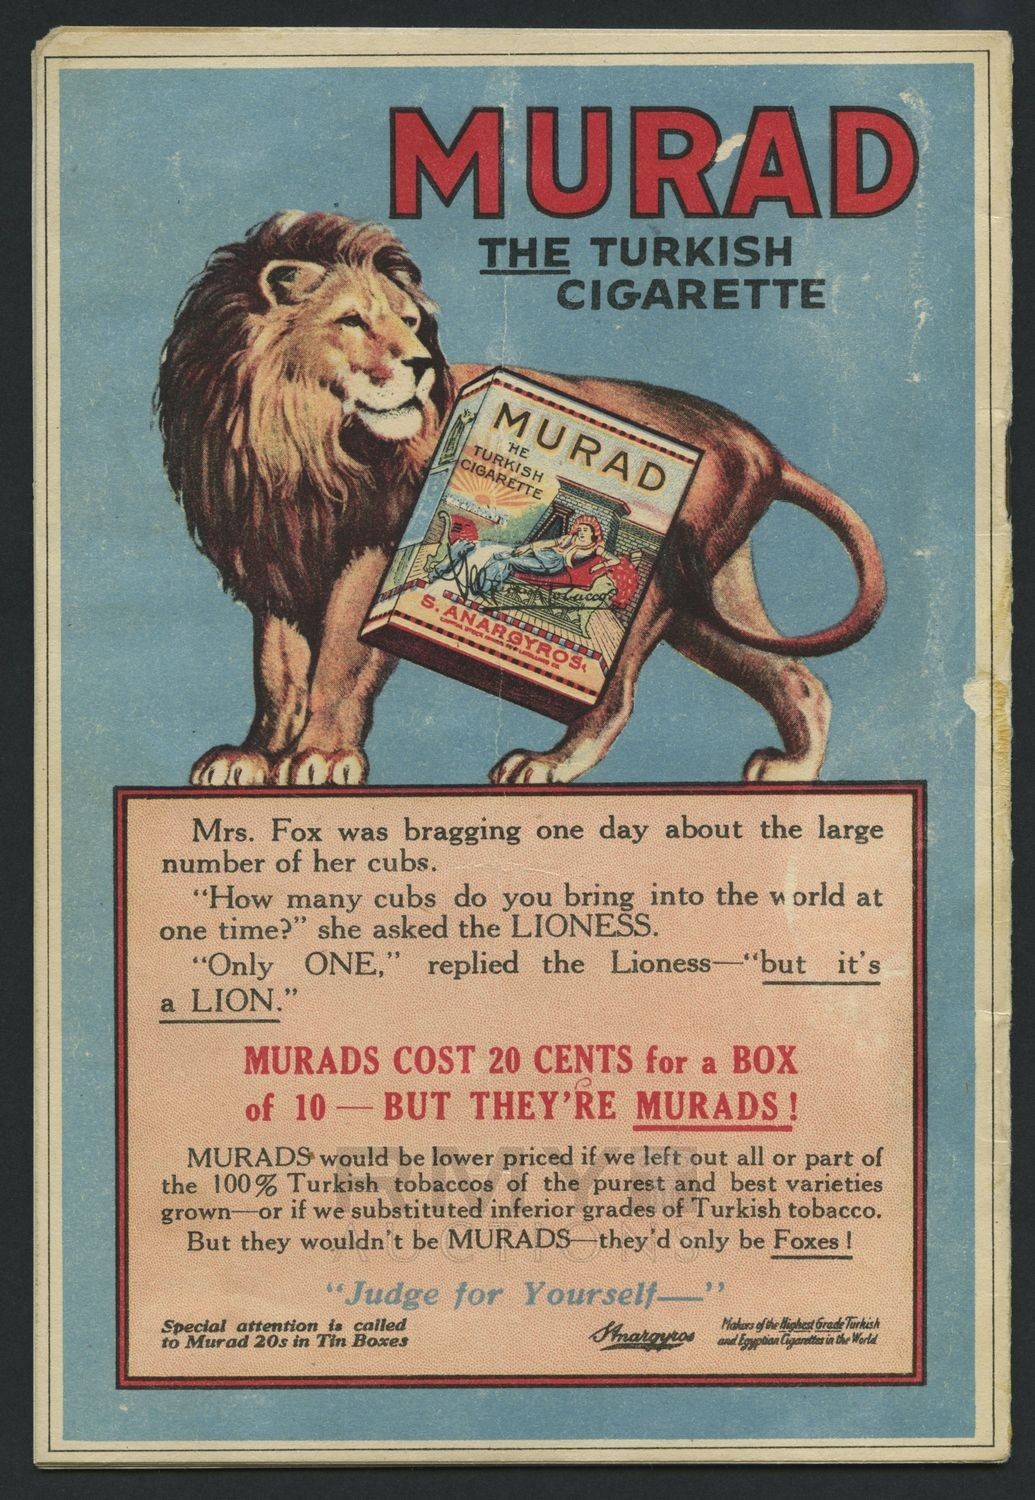 MURAD
THE TURKISH
CIGARETTE
MURAD
HE
TURKISH
CIGARETTE
S. ANARGYROS.
Mrs. Fox was bragging one day about the large
number of her cubs.
"How many cubs do you bring into the world at
one time?" she asked the LIONESS.
"Only ONE," replied the Lioness—"but it's
a LION."
MURADS COST 20 CENTS for a BOX
of 10 — BUT THEY'RE MURADS!
MURADS would be lower priced if we left out all or part of
the 100% Turkish tobaccos of the purest and best varieties
grown—or if we substituted inferior grades of Turkish tobacco.
But they wouldn't be MURADS—they'd only be Foxes!
"Judge for Yourself—"
Special attention is called
to Murad 20s in Tin Boxes
SAnargyros
Makers of the Highest Grade Turkish
and Egyptian Cigarettes in the World
AUCTIONS